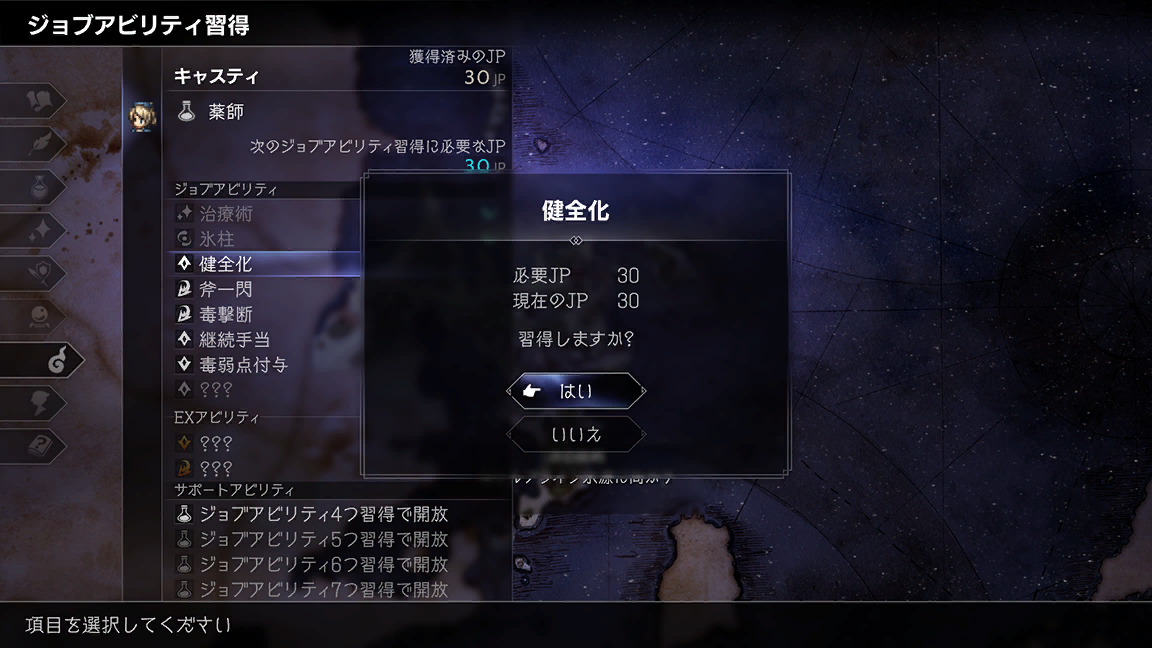 ジョブアビリティ習得
獲得済みのJP
キャスティ
30JP
薬師
次のジョブアビリティ習得に必要なJP
30JP
ジョブアビリティ
治療術
氷柱
健全化
斧一閃
毒撃断
継続手当
毒弱点付与
???
EXアビリティ
???
???
サポートアビリティ
ジョブアビリティ4つ習得で開放
ジョブアビリティ5つ習得で開放
ジョブアビリティ6つ習得で開放
ジョブアビリティ7つ習得で開放
健全化
必要JP 30
現在のJP 30
習得しますか?
はい
いいえ
項目を選択してください